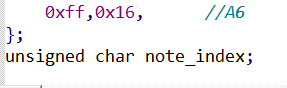 0xff,0x16,      //A6
};
unsigned char note_index;